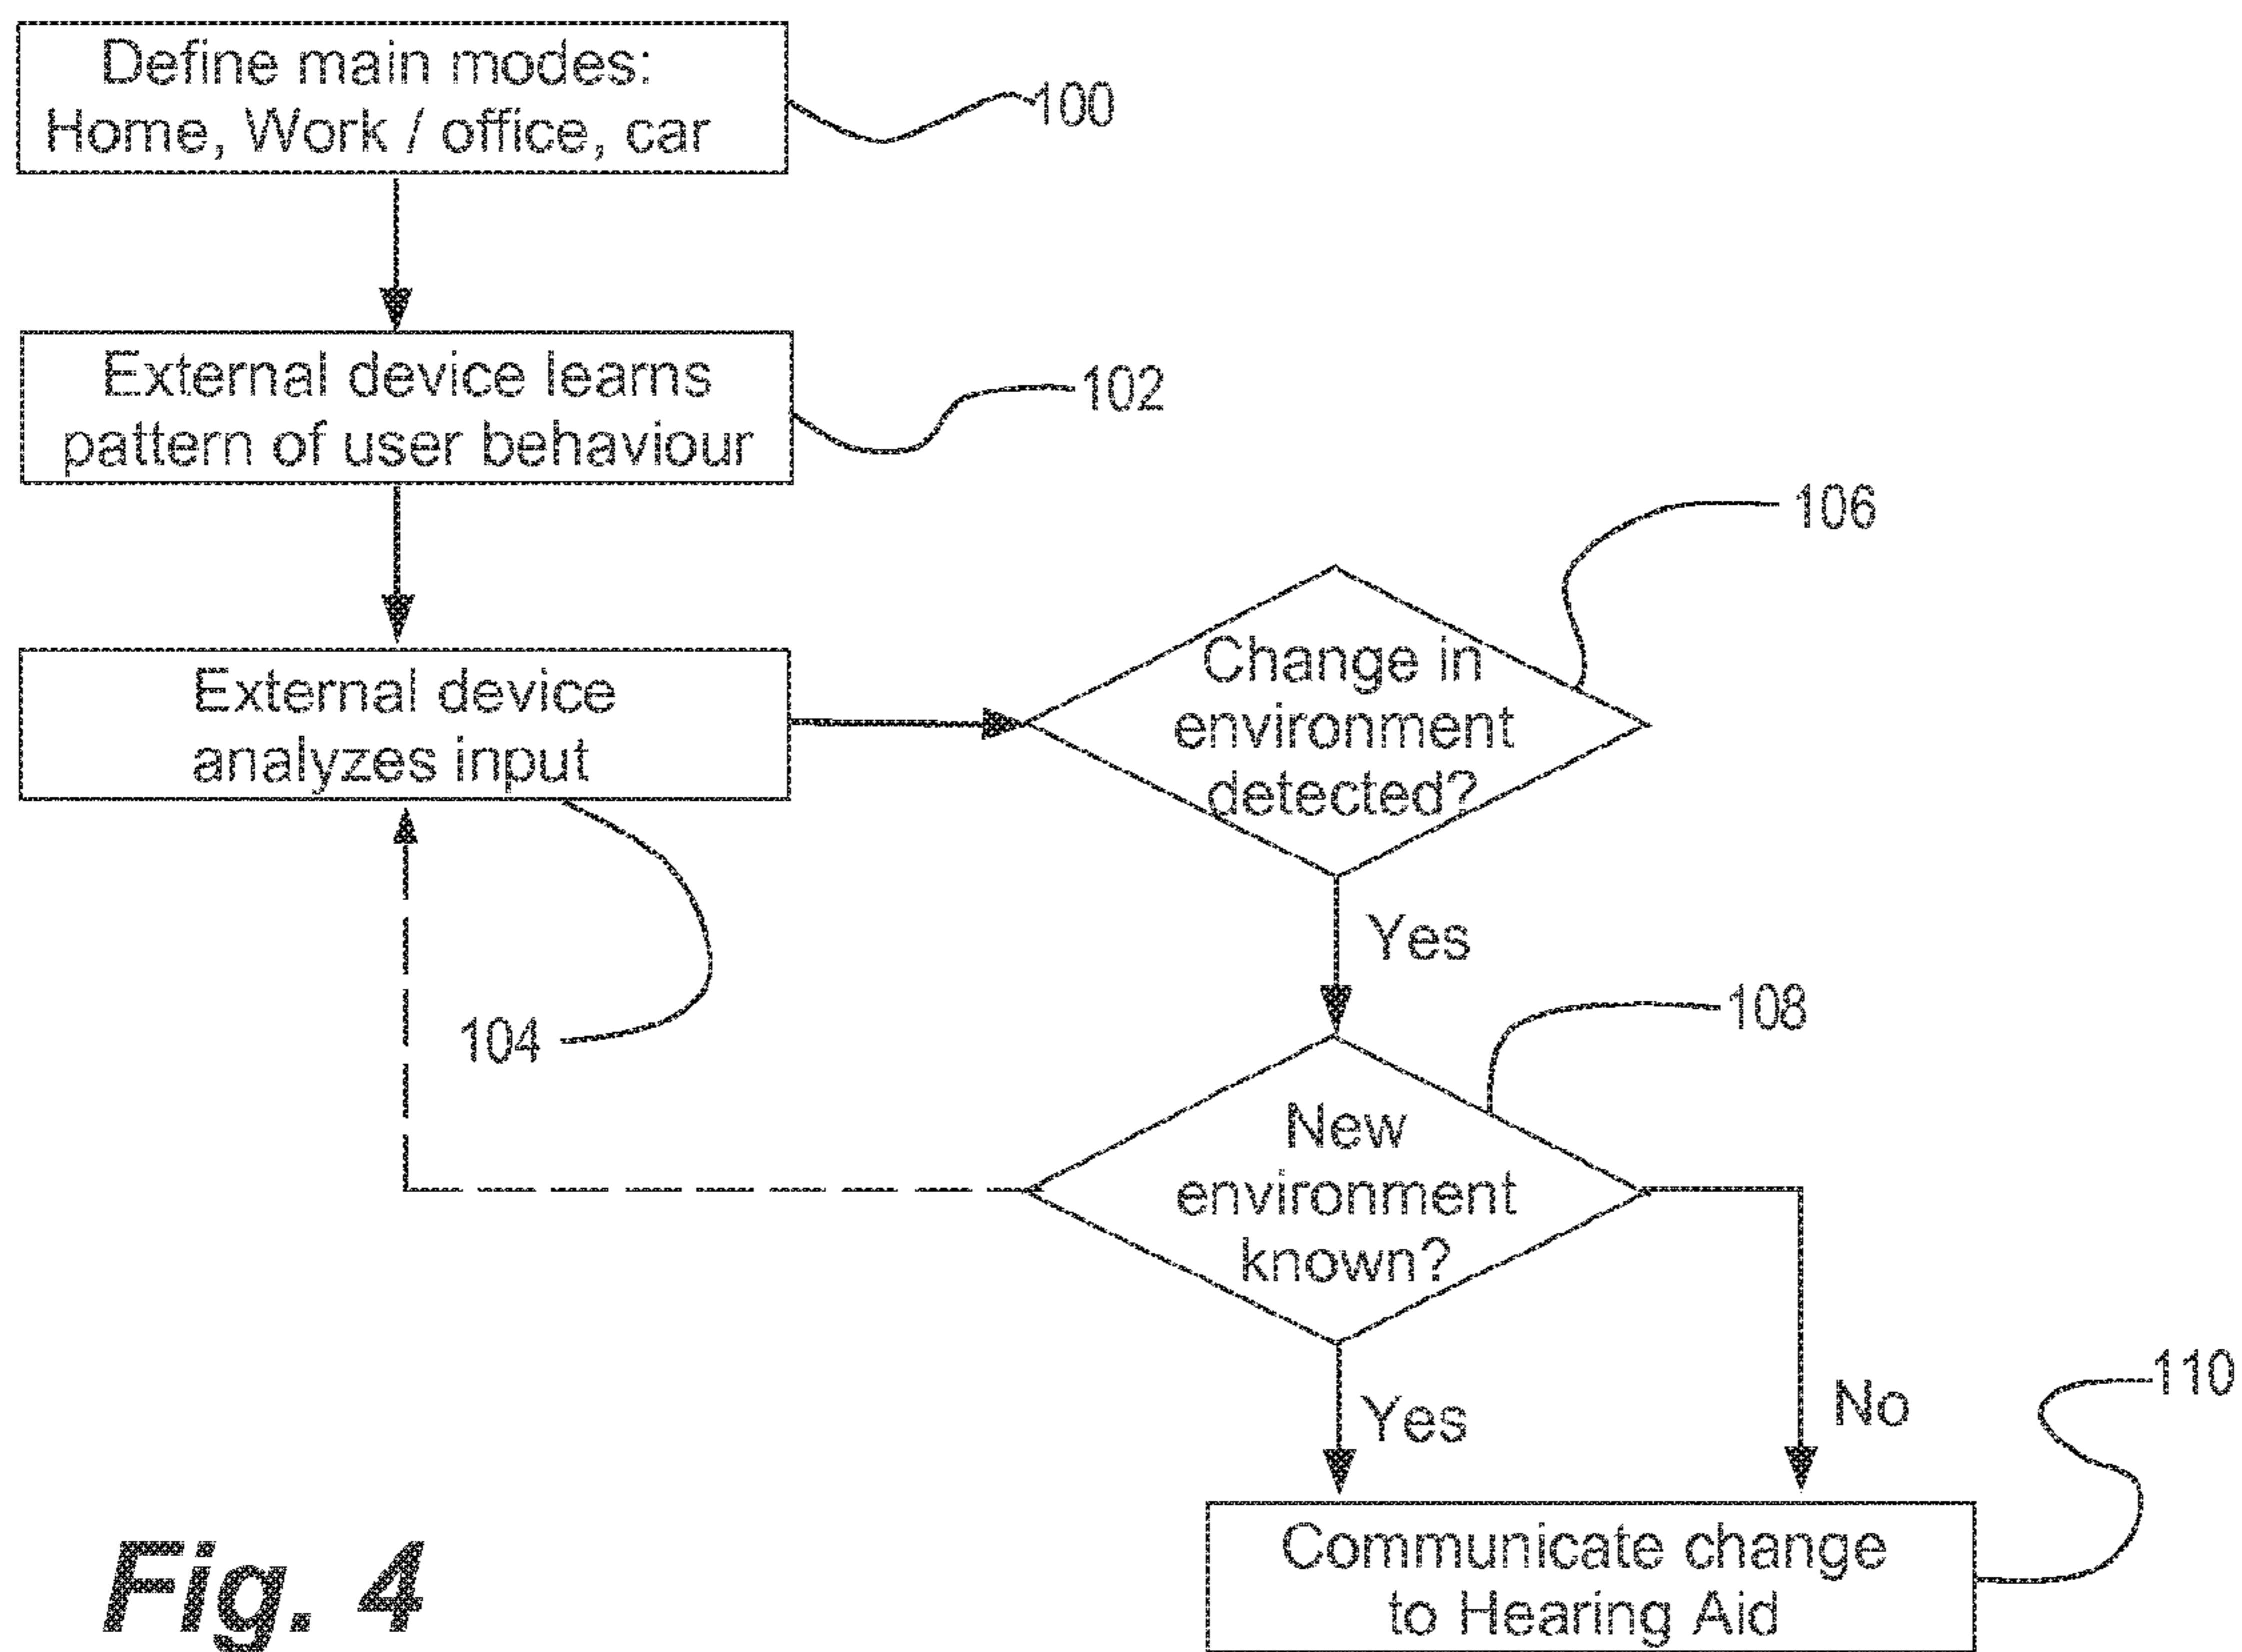 Define main modes:
Home, Work / office, car
100
External device learns
pattern of user behaviour
102
106
External device
analyzes input
Change in
environment
detected?
Yes
104
108
New
environment
known?
Yes
No
110
Communicate change
to Hearing Aid
Fig. 4